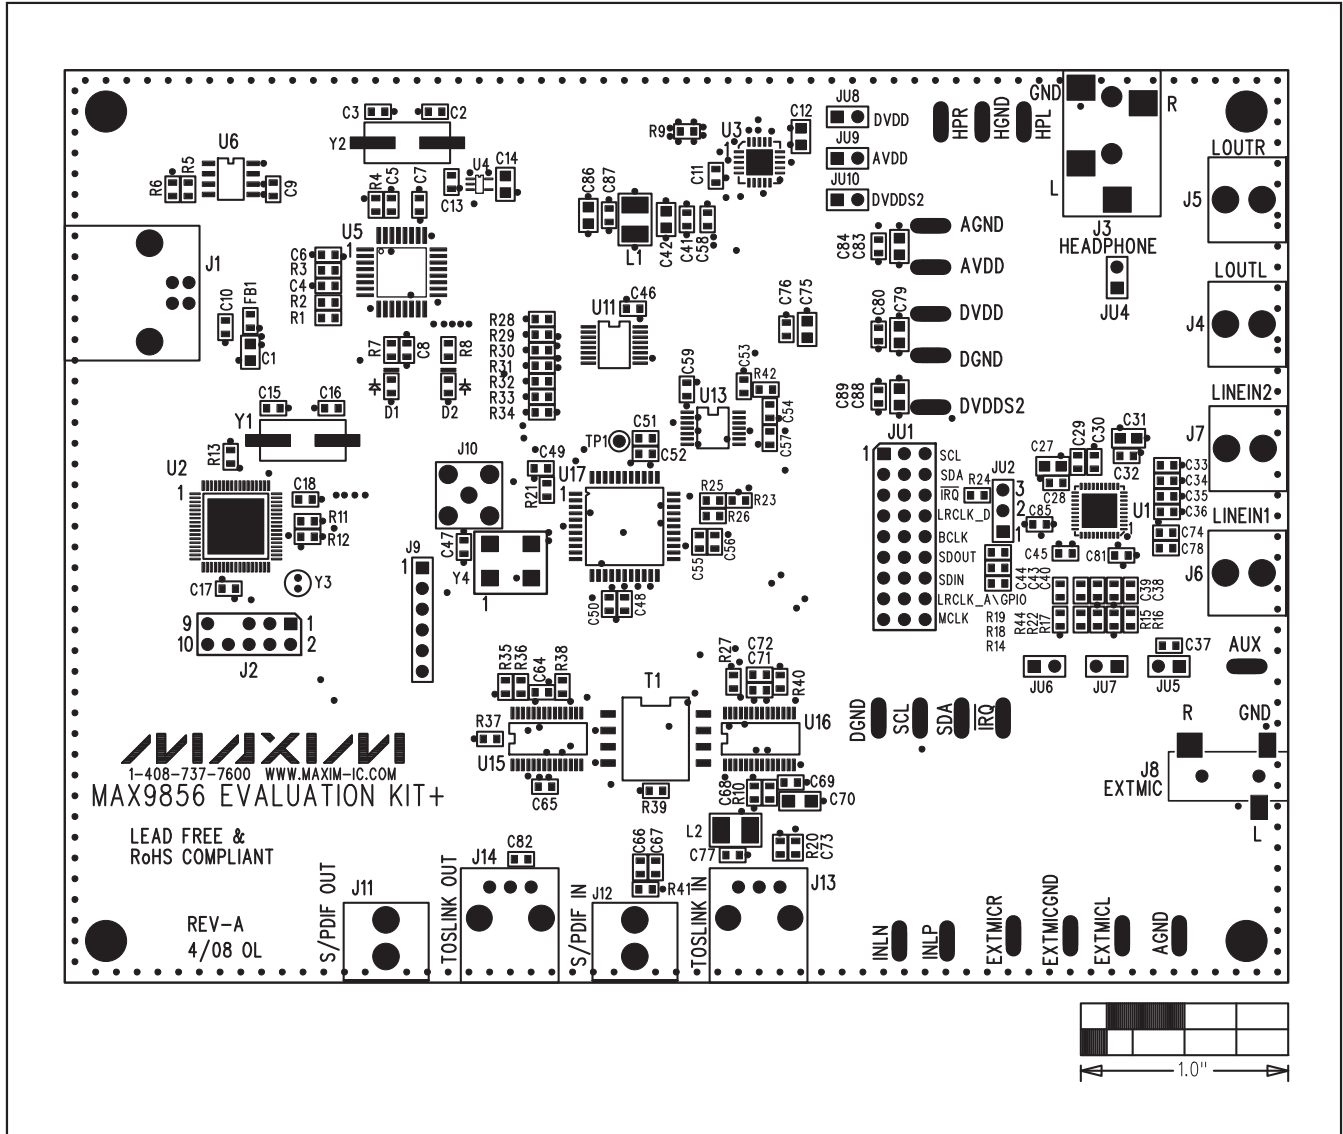 C3
C2
Y2
U6
R6
R5
C9
R4
C5
C7
C13
U4
C14
R9
U3
1
C12
C11
JU8
DVDD
JU9
AVDD
JU10
DVDDS2
HPR
HGND
HPL
GND
R
L
J3
HEADPHONE
JU4
LOUTR
J5
LOUTL
J4
LINEIN2
J7
LINEIN1
J6
J1
C10
FB1
C1
C6
R3
C4
R2
R1
U5
1
C86
C87
L1
C42
C41
C58
C84
C83
AGND
AVDD
C80
C79
DVDD
DGND
C89
C88
DVDDS2
C76
C75
R7
C8
R8
D1
D2
R28
R29
R30
R31
R32
R33
R34
U11
C46
C59
U13
C53
R42
C54
C57
C15
C16
Y1
R13
U2
1
C18
R11
R12
C17
Y3
9
10
1
2
J2
J10
C49
R21
U17
1
TP1
C51
C52
R25
R23
R26
C55
C56
C50
C48
C47
Y4
1
J9
1
JU1
1
SCL
SDA
IRQ
LRCLK_D
BCLK
SDOUT
SDIN
LRCLK_A\GPIO
MCLK
JU2
R24
3
2
1
C27
C28
C29
C30
C31
C32
U1
1
C85
C45
C81
C33
C34
C35
C36
C74
C78
C44
C43
C40
C39
C38
R19
R18
R14
R44
R22
R17
R15
R16
C37
JU6
JU7
JU5
AUX
R35
R36
C64
R38
R37
U15
C65
T1
R39
R27
C72
C71
R40
U16
C68
R10
C69
C70
L2
C77
R20
C73
DGND
SCL
SDA
IRQ
R
GND
J8
EXTMIC
L
MAXIM
1-408-737-7600 WWW.MAXIM-IC.COM
MAX9856 EVALUATION KIT+
LEAD FREE &
RoHS COMPLIANT
REV-A
4/08 OL
S/PDIF OUT
J11
TOSLINK OUT
J14
C82
S/PDIF IN
J12
C66
C67
R41
TOSLINK IN
J13
INLN
INLP
EXTMICR
EXTMICGND
EXTMICL
AGND
1.0"